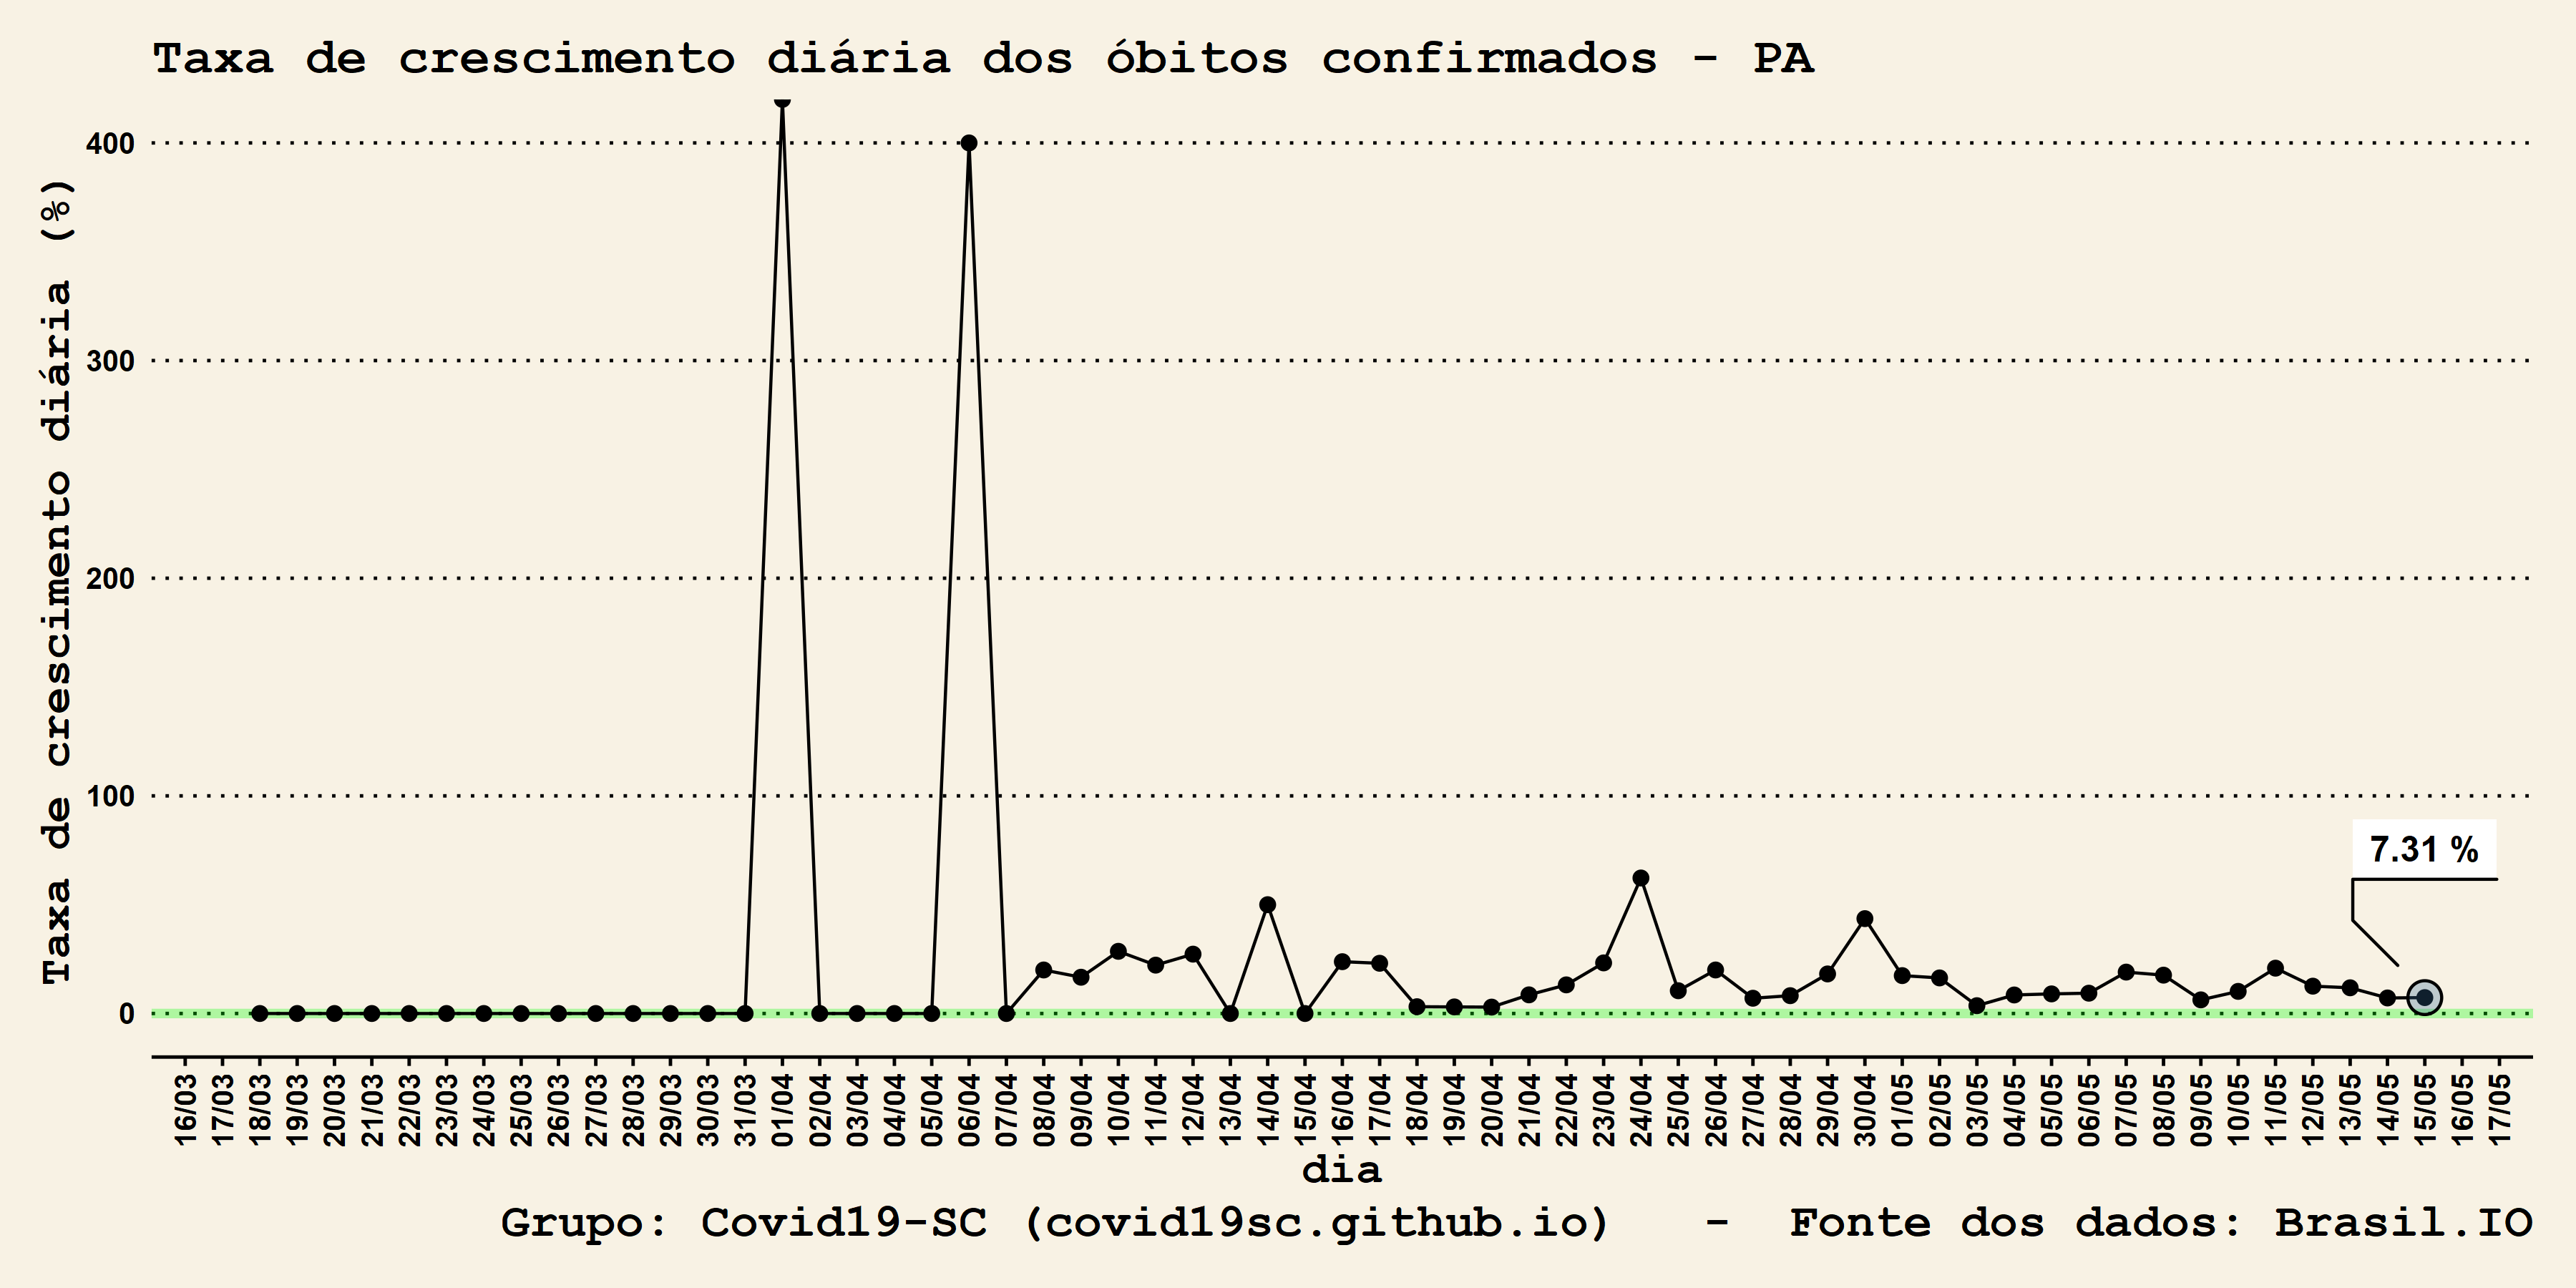 Taxa de crescimento diária dos óbitos confirmados - PA
Taxa de crescimento diária (%)
400
300
200
100
0
7.31 %
16/03 17/03 18/03 19/03 20/03 21/03 22/03 23/03 24/03 25/03 26/03 27/03 28/03 29/03 30/03 31/03 01/04 02/04 03/04 04/04 05/04 06/04 07/04 08/04 09/04 10/04 11/04 12/04 13/04 14/04 15/04 16/04 17/04 18/04 19/04 20/04 21/04 22/04 23/04 24/04 25/04 26/04 27/04 28/04 29/04 30/04 01/05 02/05 03/05 04/05 05/05 06/05 07/05 08/05 09/05 10/05 11/05 12/05 13/05 14/05 15/05 16/05 17/05
dia
Grupo: Covid19-SC (covid19sc.github.io) - Fonte dos dados: Brasil.IO